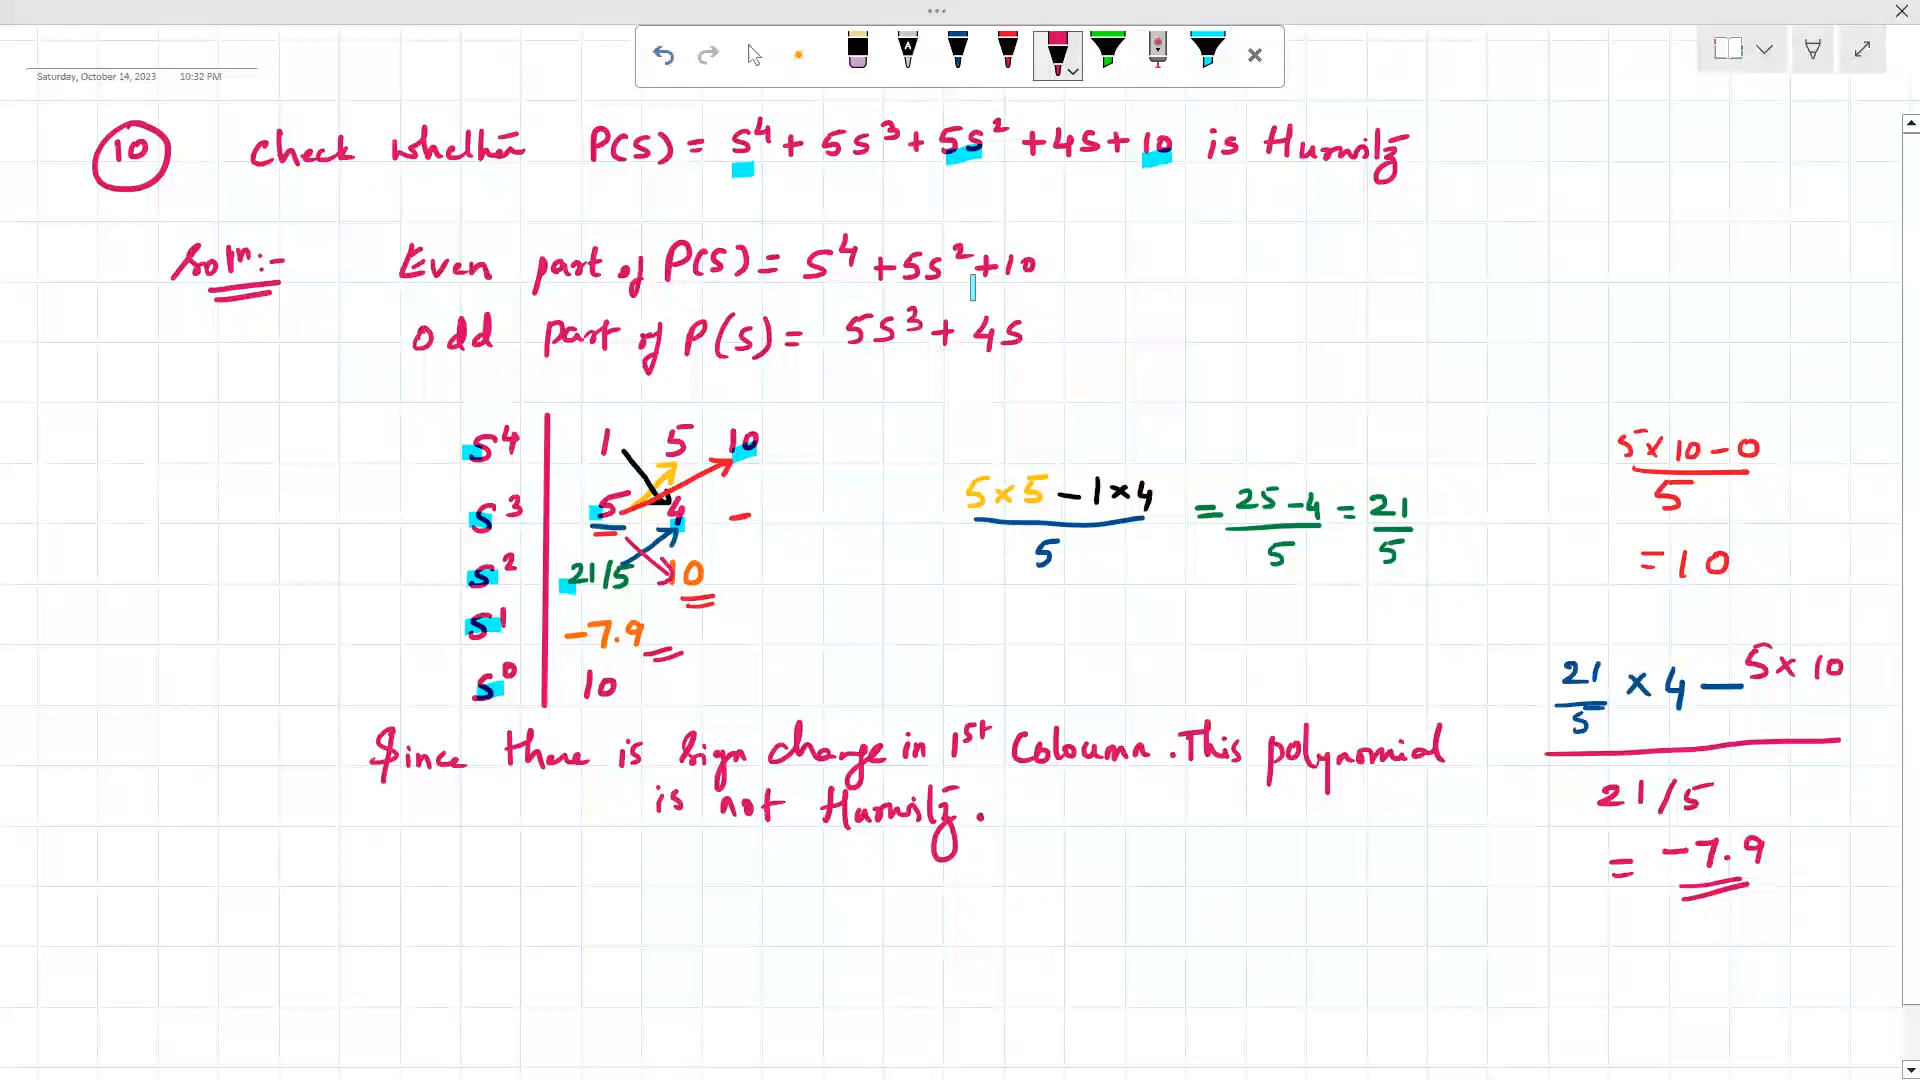 Saturday, October 14, 2023 10:32 PM
10 Check whether P(S) = S⁴ + 5S³ + 5S² + 4S + 10 is Hurwitz
Soln:-
Even part of P(S) = S⁴ + 5S² + 10
Odd part of P(S) = 5S³ + 4S
S⁴ 1 5 10
S³ 5 4 -
S² 21/5 10
S¹ -7.9
S⁰ 10
5×5 - 1×4 / 5 = 25-4 / 5 = 21 / 5
5×10-0 / 5
= 10
21/5 × 4 - 5×10
21/5
= -7.9
Since there is sign change in 1st Coloumn. This polynomial
is not Hurwitz.